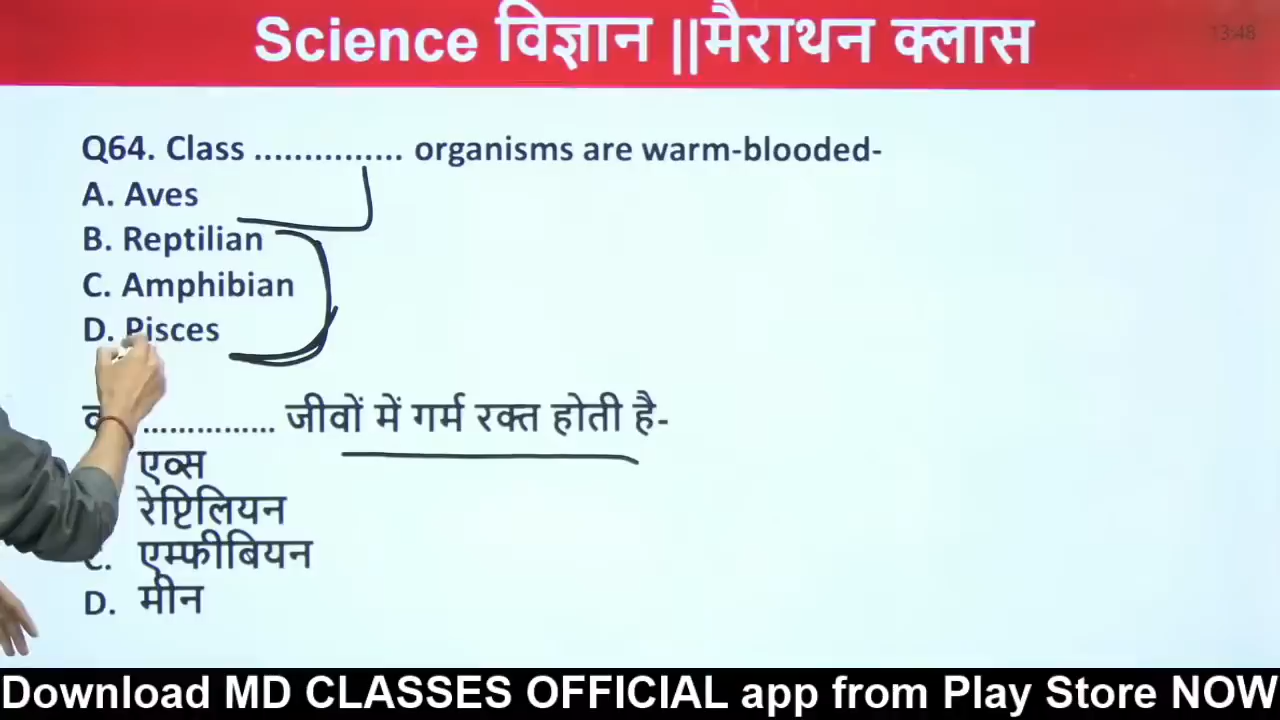 Science विज्ञान ||मैराथन क्लास
13:48
Q64. Class ............... organisms are warm-blooded-
A. Aves
B. Reptilian
C. Amphibian
D. Pisces
............... जीवों में गर्म रक्त होती है-
एव्स
रेप्टिलियन
C. एम्फीबियन
D. मीन
Download MD CLASSES OFFICIAL app from Play Store NOW